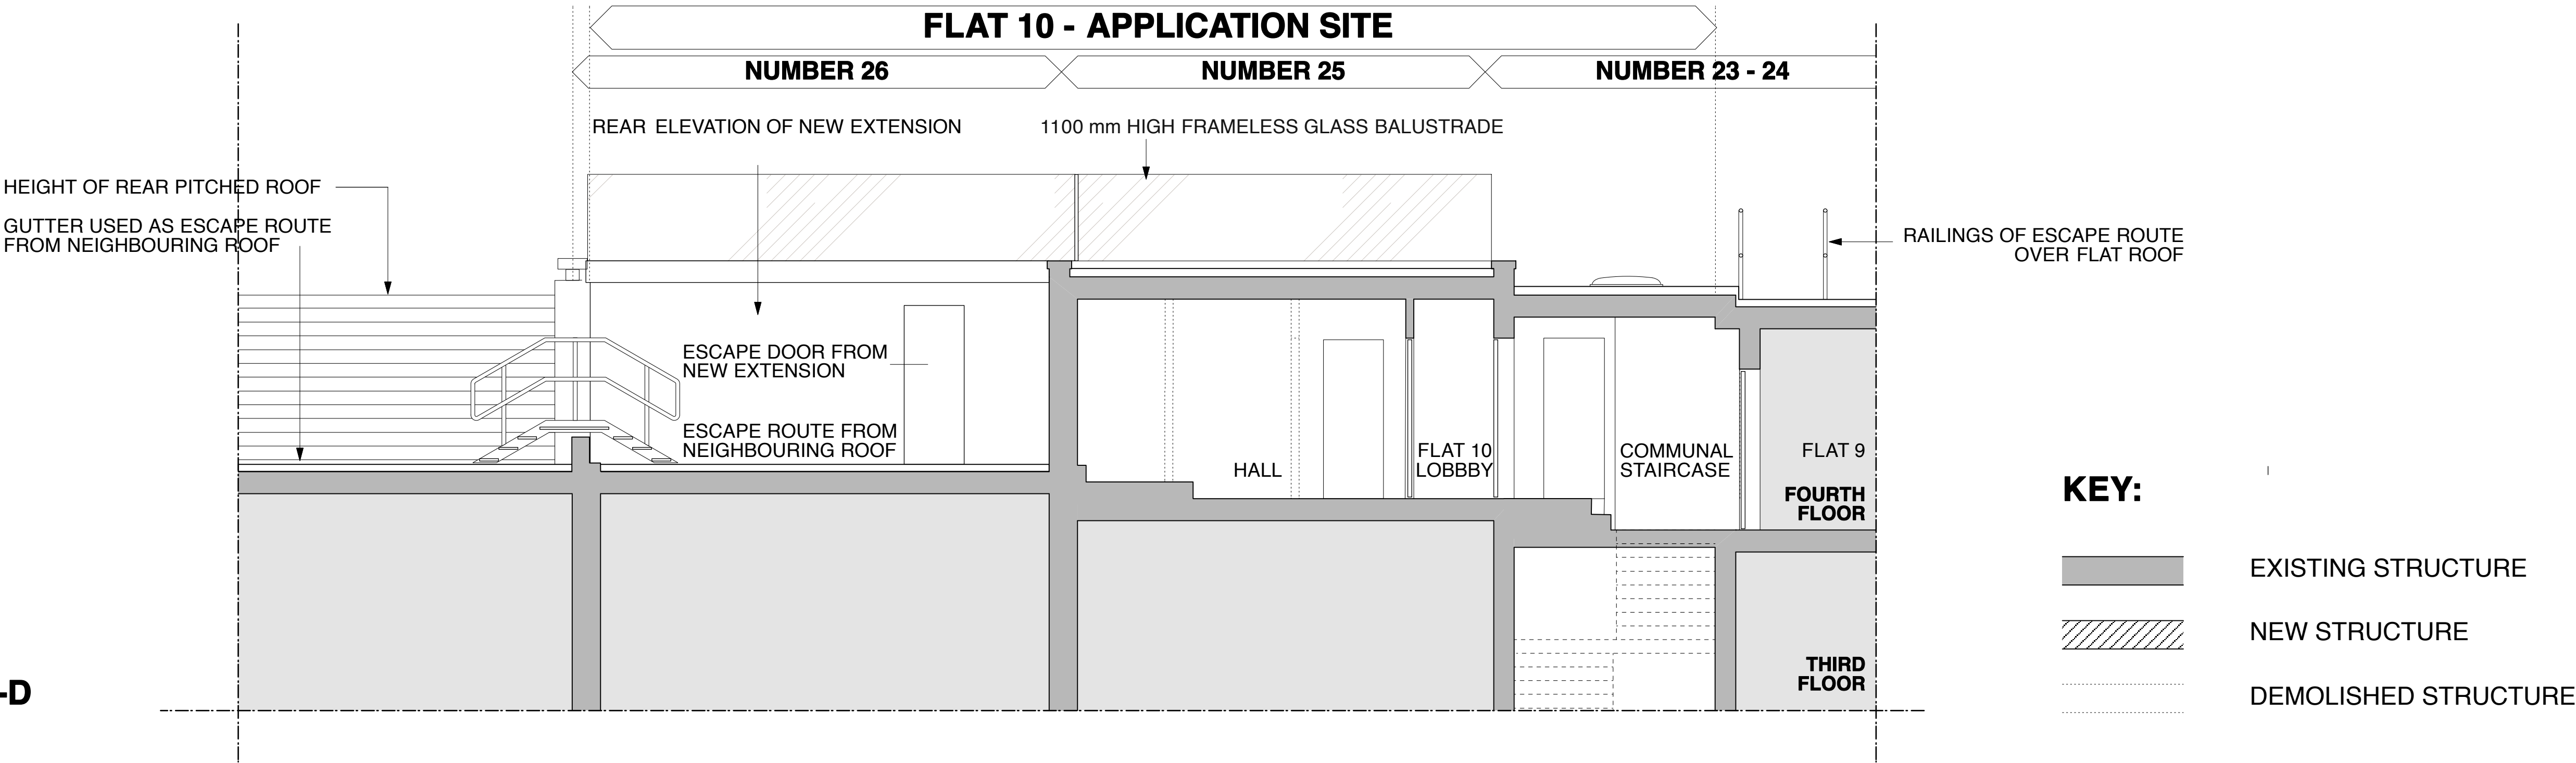 FLAT 10 - APPLICATION SITE
NUMBER 26
NUMBER 25
NUMBER 23 - 24
REAR ELEVATION OF NEW EXTENSION
1100 mm HIGH FRAMELESS GLASS BALUSTRADE
HEIGHT OF REAR PITCHED ROOF
GUTTER USED AS ESCAPE ROUTE
FROM NEIGHBOURING ROOF
RAILINGS OF ESCAPE ROUTE
OVER FLAT ROOF
ESCAPE DOOR FROM
NEW EXTENSION
ESCAPE ROUTE FROM
NEIGHBOURING ROOF
HALL
FLAT 10
LOBBBY
COMMUNAL
STAIRCASE
FLAT 9
FOURTH
FLOOR
THIRD
FLOOR
KEY:
EXISTING STRUCTURE
NEW STRUCTURE
DEMOLISHED STRUCTURE
-D